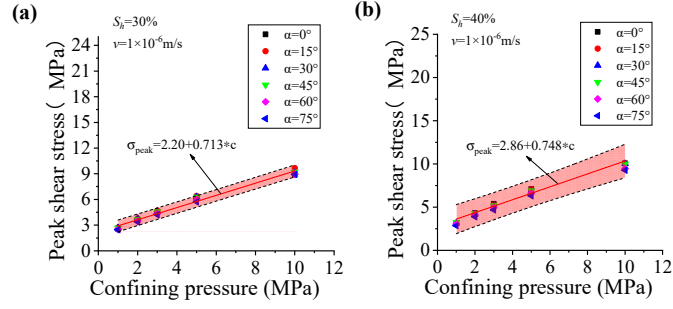 (a)
S_h=30%
v=1×10⁻⁶m/s
α=0°
α=15°
α=30°
α=45°
α=60°
α=75°
σ_peak=2.20+0.713*c
Peak shear stress( MPa)
24
21
18
15
12
9
6
3
0
0 2 4 6 8 10 12
Confining pressure (MPa)
(b)
S_h=40%
v=1×10⁻⁶m/s
α=0°
α=15°
α=30°
α=45°
α=60°
α=75°
σ_peak=2.86+0.748*c
Peak shear stress( MPa)
25
20
15
10
5
0
0 2 4 6 8 10 12
Confining pressure (MPa)